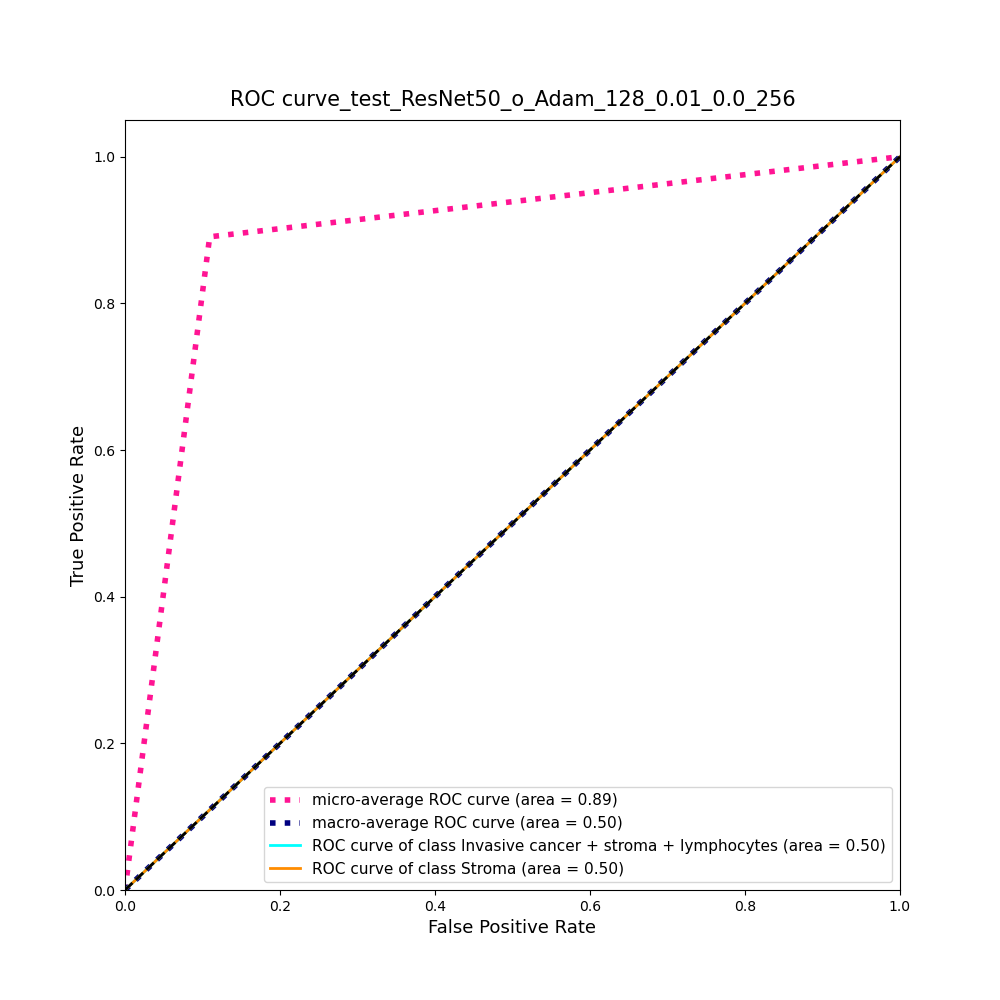 ROC curve_test_ResNet50_o_Adam_128_0.01_0.0_256
True Positive Rate
1.0
0.8
0.6
0.4
0.2
0.0
micro-average ROC curve (area = 0.89)
macro-average ROC curve (area = 0.50)
ROC curve of class Invasive cancer + stroma + lymphocytes (area = 0.50)
ROC curve of class Stroma (area = 0.50)
0.0 0.2 0.4 0.6 0.8 1.0
False Positive Rate